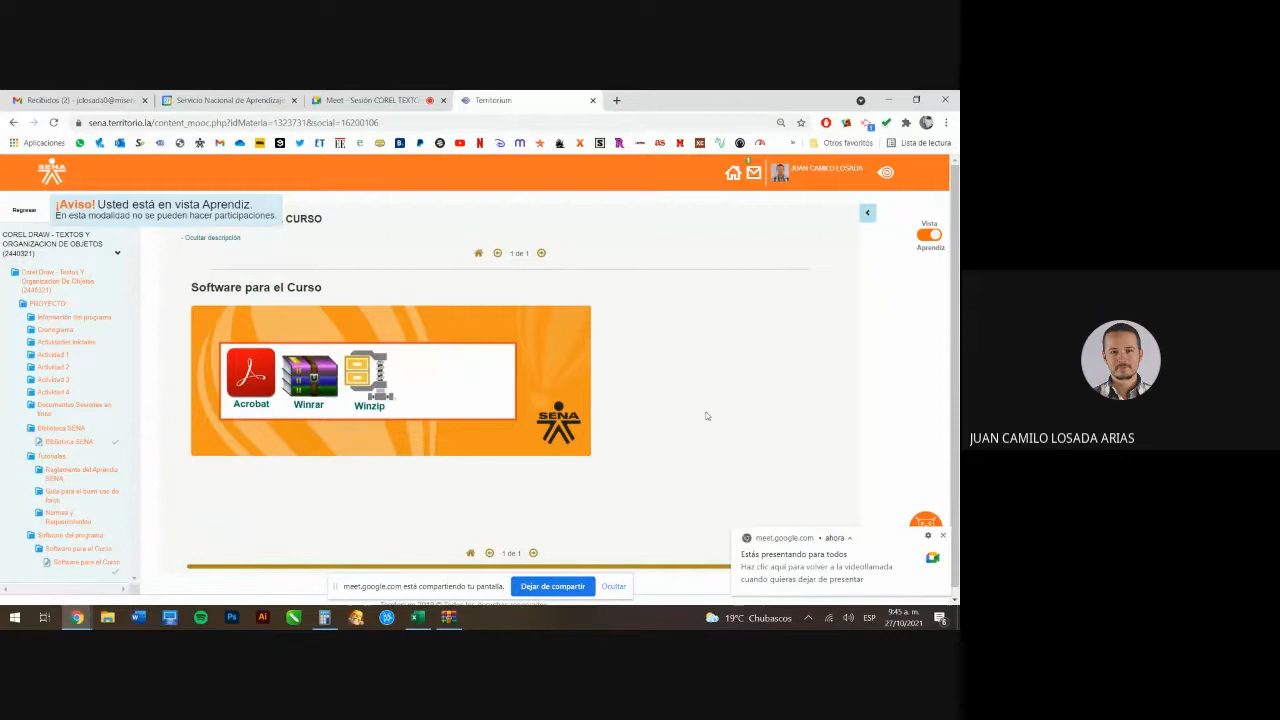 Recibidos (2) - jclosada0@misen
Servicio Nacional de Aprendizaje
Meet - Sesión COREL TEXTO
Territorium
sena.territorio.la/content_mooc.php?idMateria=1323731&social=16200106
Aplicaciones
Otros favoritos
Lista de lectura
SENA
1
JUAN CAMILO LOSADA
Regresar
¡Aviso! Usted está en vista Aprendiz.
En esta modalidad no se pueden hacer participaciones.
CURSO
- Ocultar descripción
Vista
Aprendiz
COREL DRAW - TEXTOS Y
ORGANIZACION DE OBJETOS
(2440321)
1 de 1
Corel Draw - Textos Y
Organizacion De Objetos
(2440321)
PROYECTO
Información del programa
Cronograma
Actividades Iniciales
Actividad 1
Actividad 2
Actividad 3
Actividad 4
Documentos Sesiones en
línea
Biblioteca SENA
Biblioteca SENA
Tutoriales
Reglamento del Aprendiz
SENA.
Guía para el buen uso de
foros
Normas y
Requerimientos
Software del programa
Software para el Curso
Software para el Curso
Software para el Curso
Acrobat
Winrar
Winzip
SENA
1 de 1
meet.google.com • ahora
Estás presentando para todos
Haz clic aquí para volver a la videollamada
cuando quieras dejar de presentar
meet.google.com está compartiendo tu pantalla.
Dejar de compartir
Ocultar
19°C Chubascos
ESP
9:45 a. m.
27/10/2021
JUAN CAMILO LOSADA ARIAS